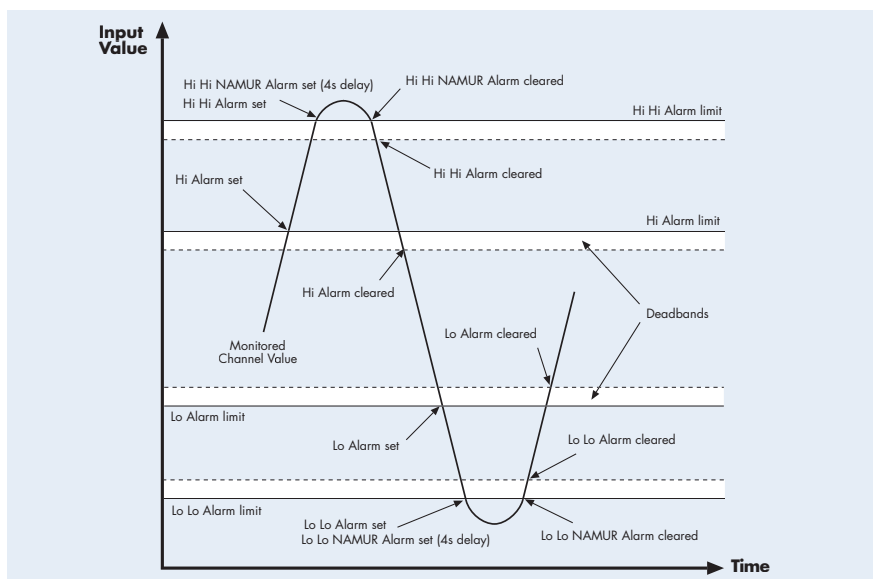 Input
Value
Hi Hi NAMUR Alarm set (4s delay)
Hi Hi Alarm set
Hi Hi NAMUR Alarm cleared
Hi Hi Alarm limit
Hi Hi Alarm cleared
Hi Alarm set
Hi Alarm limit
Hi Alarm cleared
Deadbands
Monitored
Channel Value
Lo Alarm cleared
Lo Alarm limit
Lo Alarm set
Lo Lo Alarm cleared
Lo Lo Alarm limit
Lo Lo Alarm set
Lo Lo NAMUR Alarm set (4s delay)
Lo Lo NAMUR Alarm cleared
Time